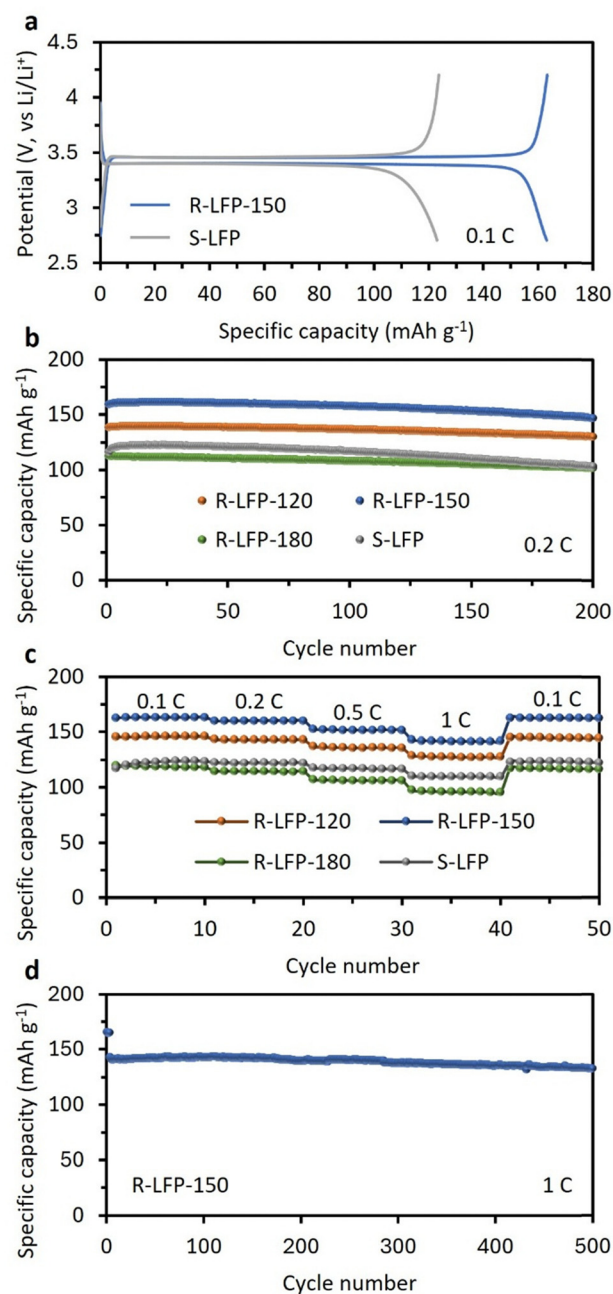 a
4.5
4
3.5
3
2.5
Potential (V, vs Li/Li⁺)
R-LFP-150
S-LFP
0.1 C
0 20 40 60 80 100 120 140 160 180
Specific capacity (mAh g⁻¹)
b
200
150
100
50
0
Specific capacity (mAh g⁻¹)
R-LFP-120 R-LFP-150
R-LFP-180 S-LFP
0.2 C
0 50 100 150 200
Cycle number
c
200
150
100
50
0
Specific capacity (mAh g⁻¹)
0.1 C 0.2 C 0.5 C 1 C 0.1 C
R-LFP-120 R-LFP-150
R-LFP-180 S-LFP
0 10 20 30 40 50
Cycle number
d
200
150
100
50
0
Specific capacity (mAh g⁻¹)
R-LFP-150 1 C
0 100 200 300 400 500
Cycle number